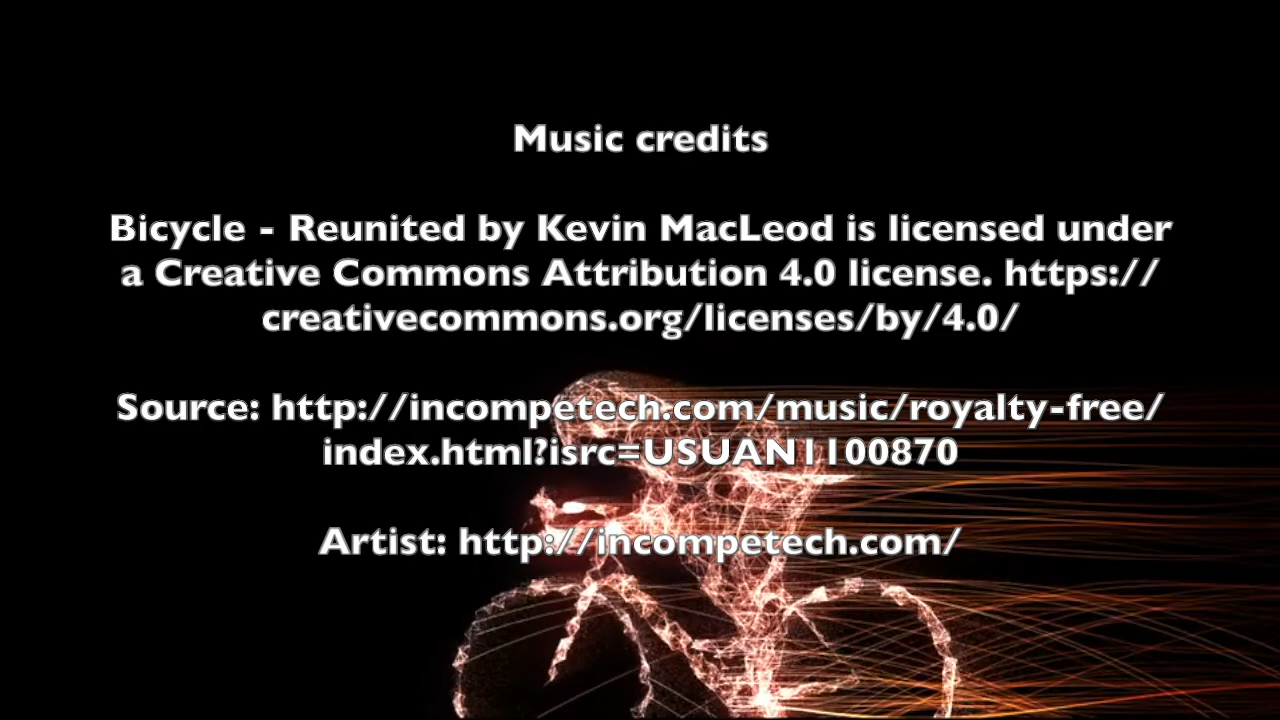 Music credits
Bicycle - Reunited by Kevin MacLeod is licensed under
a Creative Commons Attribution 4.0 license. https://
creativecommons.org/licenses/by/4.0/
Source: http://incompetech.com/music/royalty-free/
index.html?isrc=USUAN1100870
Artist: http://incompetech.com/